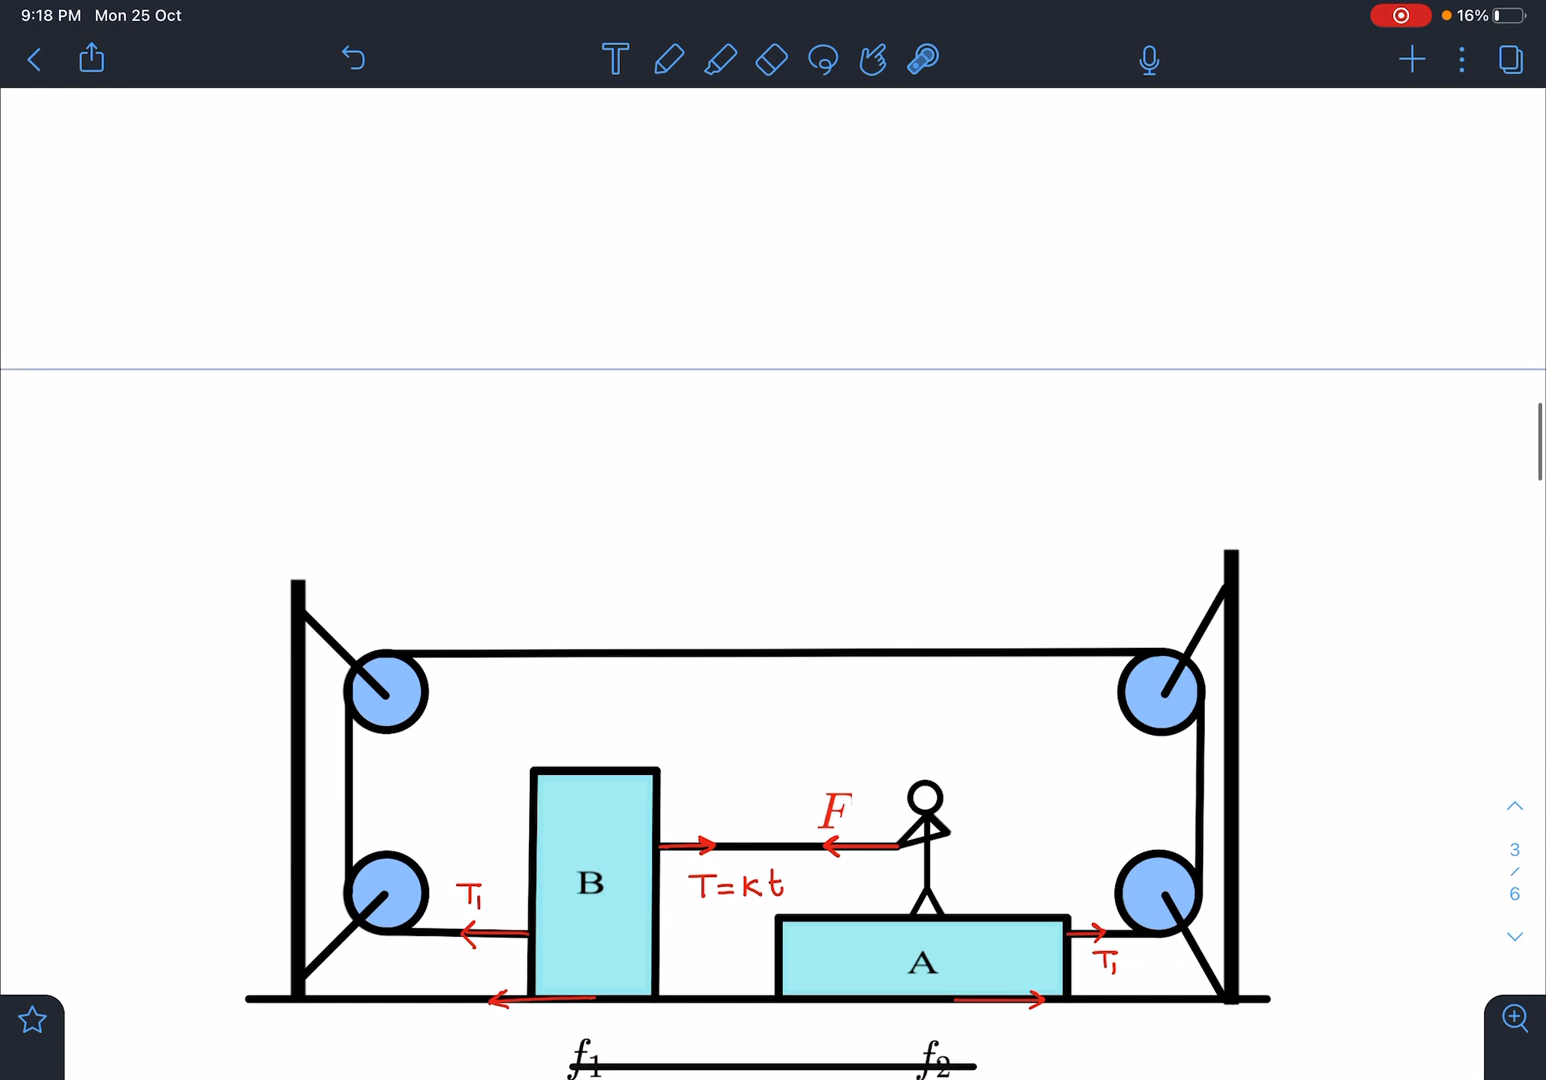 9:18 PM Mon 25 Oct
16%
T
F
B
T = kt
T₁
A
T₁
3
/
6
f₁
f₂